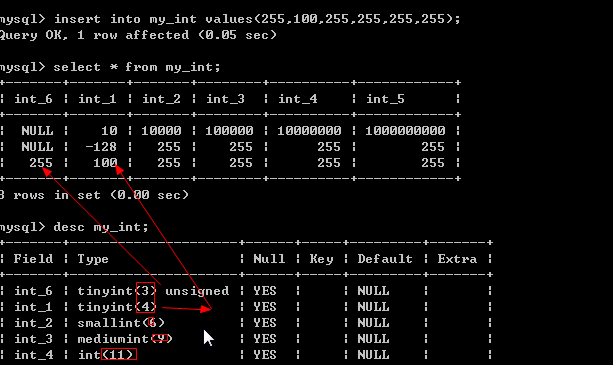 mysql> insert into my_int values(255,100,255,255,255,255);
Query OK, 1 row affected (0.05 sec)
mysql> select * from my_int;
+-------+-------+-------+--------+----------+------------+
| int_6 | int_1 | int_2 | int_3 | int_4 | int_5 |
+-------+-------+-------+--------+----------+------------+
| NULL | 10 | 10000 | 100000 | 10000000 | 1000000000 |
| NULL | -128 | 255 | 255 | 255 | 255 |
| 255 | 100 | 255 | 255 | 255 | 255 |
+-------+-------+-------+--------+----------+------------+
3 rows in set (0.00 sec)
mysql> desc my_int;
+-------+---------------------+------+-----+---------+-------+
| Field | Type | Null | Key | Default | Extra |
+-------+---------------------+------+-----+---------+-------+
| int_6 | tinyint(3) unsigned | YES | | NULL | |
| int_1 | tinyint(4) | YES | | NULL | |
| int_2 | smallint(6) | YES | | NULL | |
| int_3 | mediumint(9) | YES | | NULL | |
| int_4 | int(11) | YES | | NULL | |